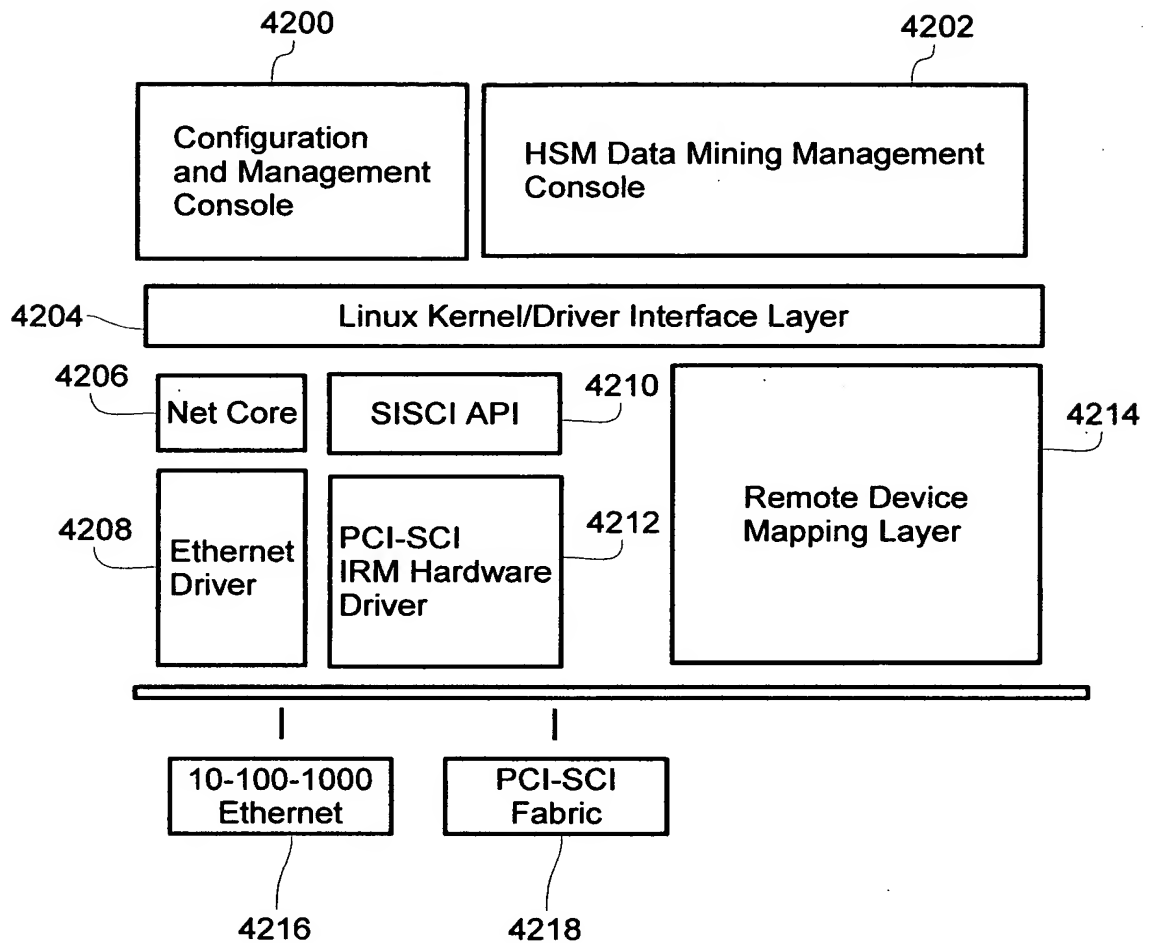 4200
4202
Configuration
and Management
Console
HSM Data Mining Management
Console
4204
Linux Kernel/Driver Interface Layer
4206
Net Core
SISCI API
4210
4214
4208
Ethernet
Driver
PCI-SCI
IRM Hardware
Driver
4212
Remote Device
Mapping Layer
10-100-1000
Ethernet
PCI-SCI
Fabric
4216
4218